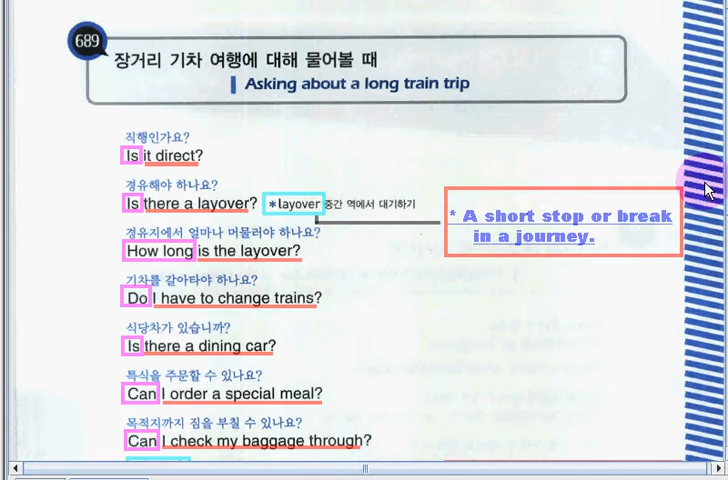 689
장거리 기차 여행에 대해 물어볼 때
Asking about a long train trip
직행인가요?
Is it direct?
경유해야 하나요?
Is there a layover? *layover 중간 역에서 대기하기
* A short stop or break
in a journey.
경유지에서 얼마나 머물러야 하나요?
How long is the layover?
기차를 갈아타야 하나요?
Do I have to change trains?
식당차가 있습니까?
Is there a dining car?
특식을 주문할 수 있나요?
Can I order a special meal?
목적지까지 짐을 부칠 수 있나요?
Can I check my baggage through?